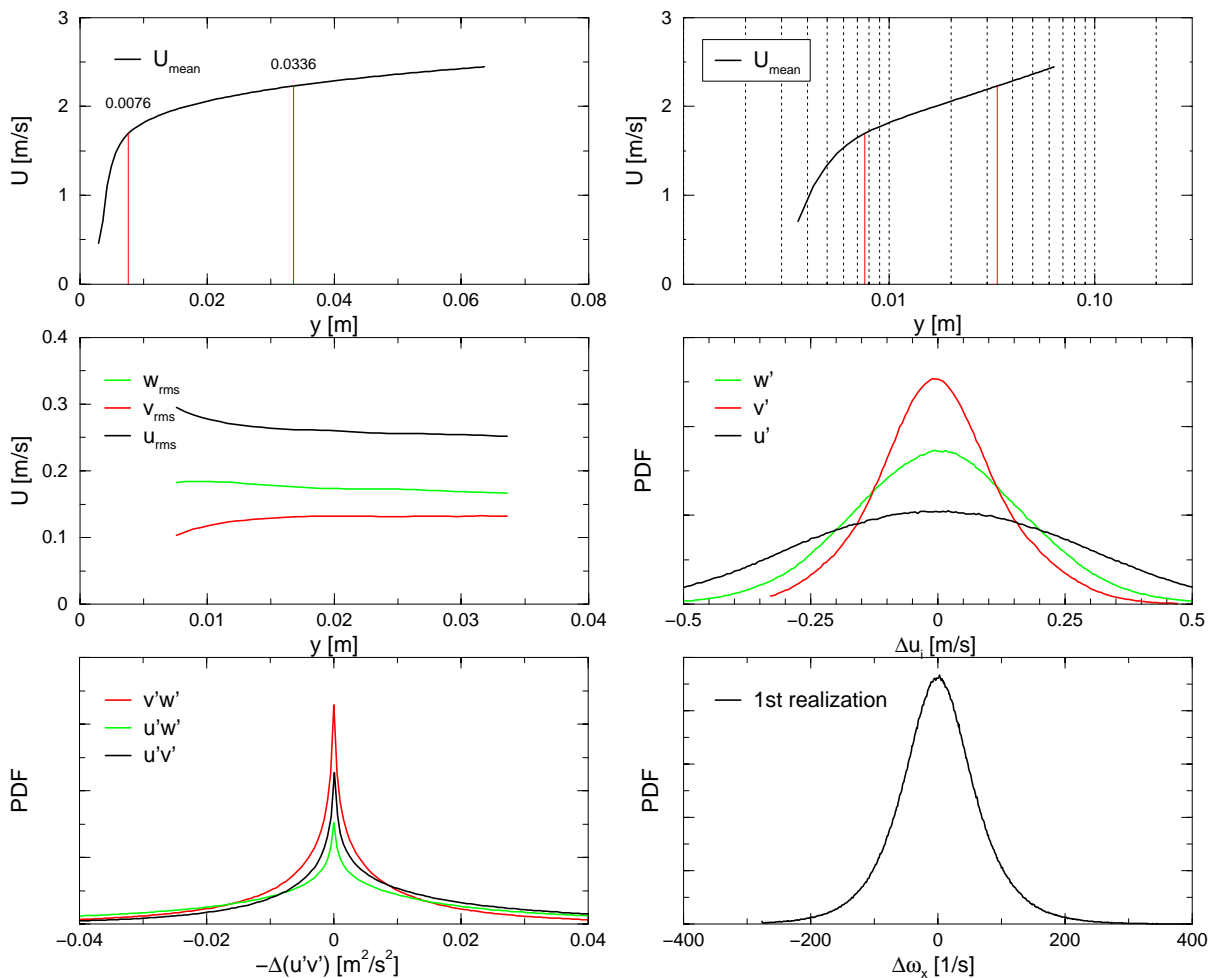 3
2
1
0
U [m/s]
U_mean
0.0076
0.0336
0 0.02 0.04 0.06 0.08
y [m]
3
2
1
0
U [m/s]
U_mean
0.01 0.10
y [m]
0.4
0.3
0.2
0.1
0
U [m/s]
w_rms
v_rms
u_rms
0 0.01 0.02 0.03 0.04
y [m]
PDF
w'
v'
u'
−0.5 −0.25 0 0.25 0.5
Δu_i [m/s]
PDF
v'w'
u'w'
u'v'
−0.04 −0.02 0 0.02 0.04
−Δ(u'v') [m²/s²]
PDF
1st realization
−400 −200 0 200 400
Δω_x [1/s]